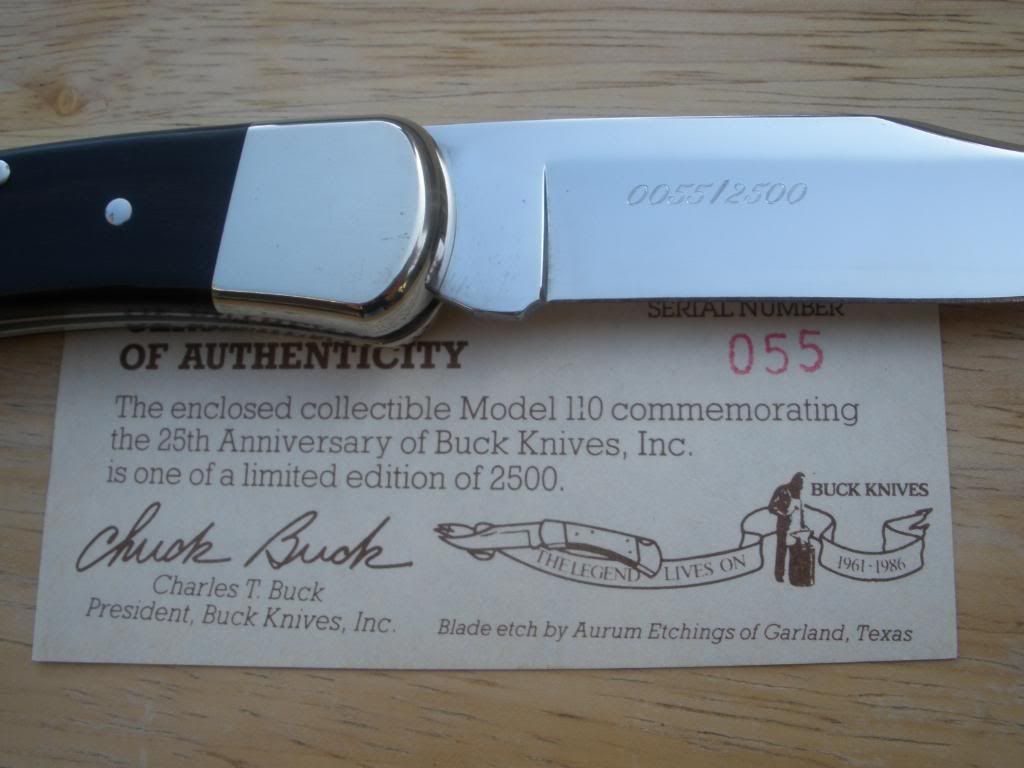 0055/2500
SERIAL NUMBER
055
OF AUTHENTICITY
The enclosed collectible Model 110 commemorating
the 25th Anniversary of Buck Knives, Inc.
is one of a limited edition of 2500.
Chuck Buck
Charles T. Buck
President, Buck Knives, Inc.
BUCK KNIVES
THE LEGEND LIVES ON
1961-1986
Blade etch by Aurum Etchings of Garland, Texas